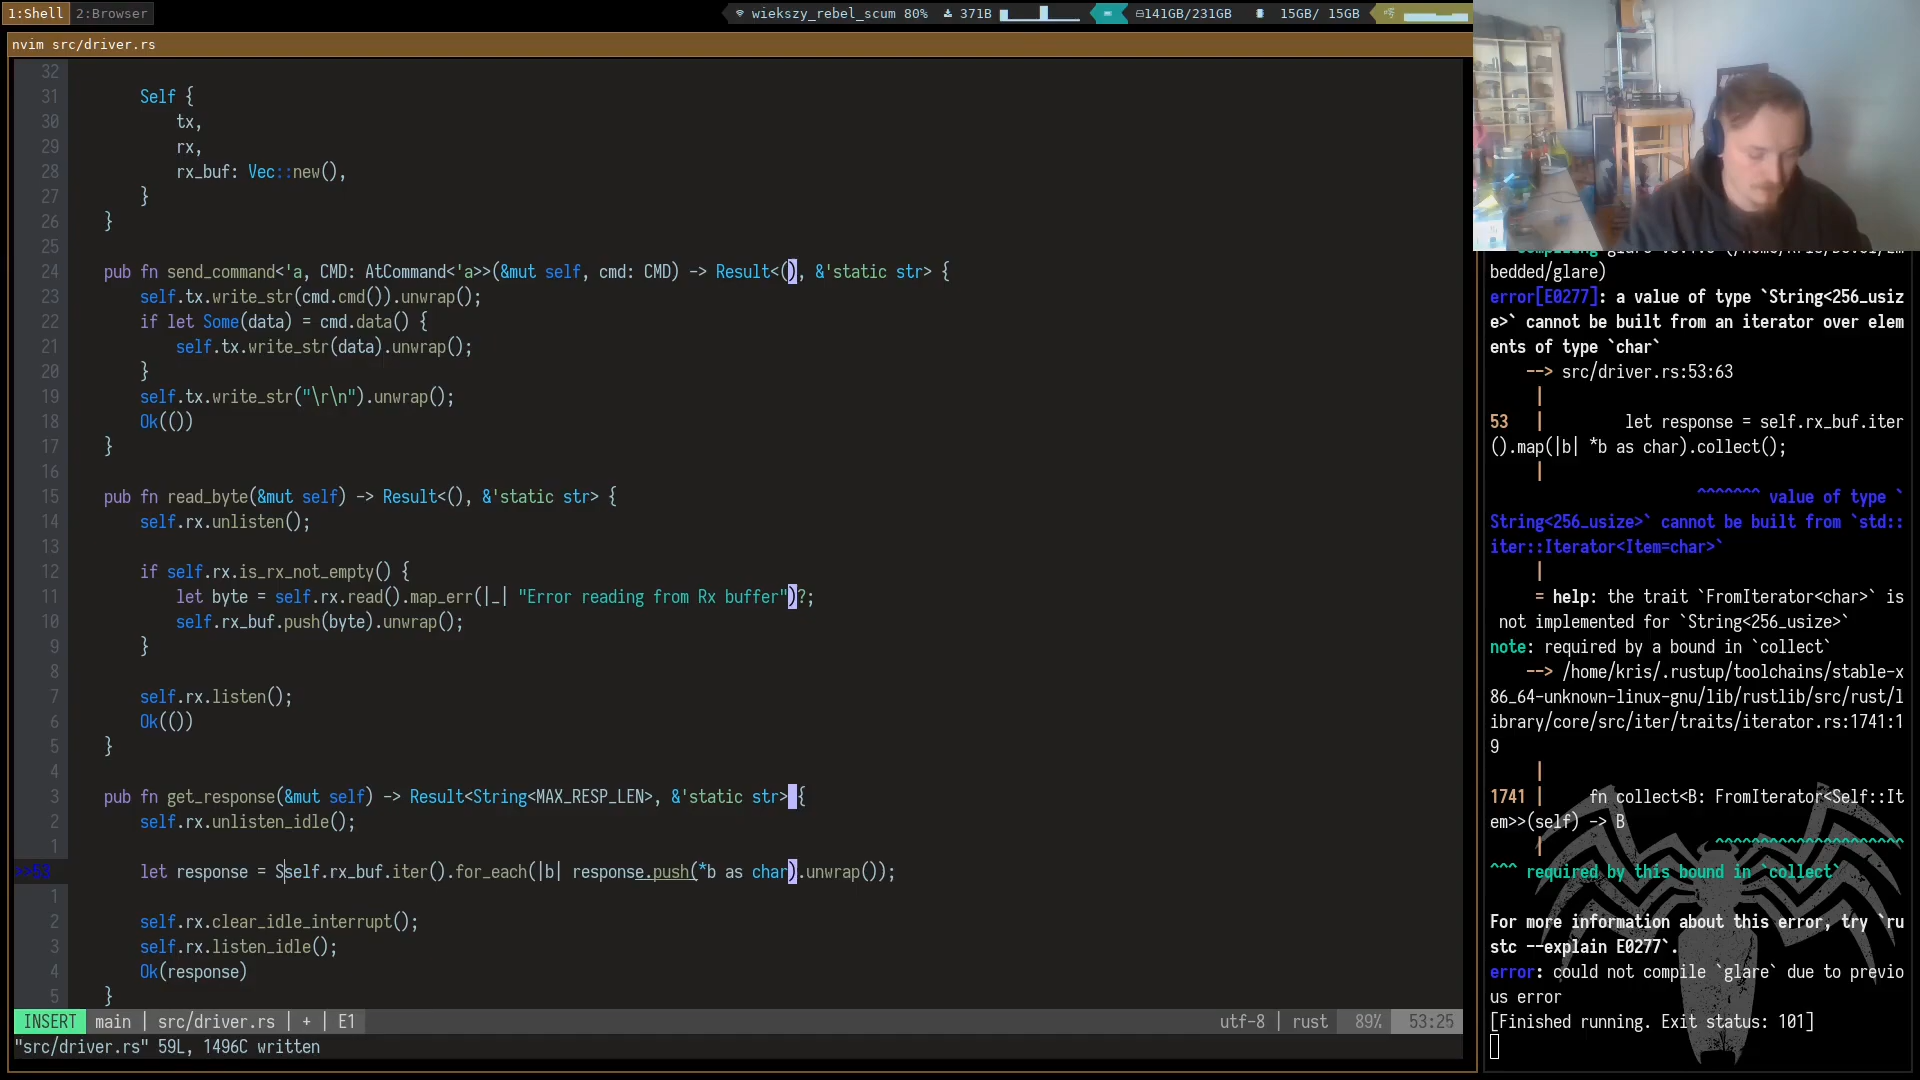 1:Shell 2:Browser
wiekszy_rebel_scum 80% 371B 141GB/231GB 15GB/ 15GB
nvim src/driver.rs
32
31 Self {
30 tx,
29 rx,
28 rx_buf: Vec::new(),
27 }
26 }
25
24 pub fn send_command<'a, CMD: AtCommand<'a>>(&mut self, cmd: CMD) -> Result<(), &'static str> {
23 self.tx.write_str(cmd.cmd()).unwrap();
22 if let Some(data) = cmd.data() {
21 self.tx.write_str(data).unwrap();
20 }
19 self.tx.write_str("\r\n").unwrap();
18 Ok(())
17 }
16
15 pub fn read_byte(&mut self) -> Result<(), &'static str> {
14 self.rx.unlisten();
13
12 if self.rx.is_rx_not_empty() {
11 let byte = self.rx.read().map_err(|_| "Error reading from Rx buffer")?;
10 self.rx_buf.push(byte).unwrap();
9 }
8
7 self.rx.listen();
6 Ok(())
5 }
4
3 pub fn get_response(&mut self) -> Result<String<MAX_RESP_LEN>, &'static str> {
2 self.rx.unlisten_idle();
1
>>53 let response = Sself.rx_buf.iter().for_each(|b| response.push(*b as char).unwrap());
1
2 self.rx.clear_idle_interrupt();
3 self.rx.listen_idle();
4 Ok(response)
5 }
INSERT main | src/driver.rs | + | E1 utf-8 | rust 89% 53:25
"src/driver.rs" 59L, 1496C written
bedded/glare)
error[E0277]: a value of type `String<256_usiz
e>` cannot be built from an iterator over elem
ents of type `char`
--> src/driver.rs:53:63
|
53 | let response = self.rx_buf.iter
().map(|b| *b as char).collect();
|
^^^^^^^ value of type `
String<256_usize>` cannot be built from `std::
iter::Iterator<Item=char>`
|
= help: the trait `FromIterator<char>` is
not implemented for `String<256_usize>`
note: required by a bound in `collect`
--> /home/kris/.rustup/toolchains/stable-x
86_64-unknown-linux-gnu/lib/rustlib/src/rust/l
ibrary/core/src/iter/traits/iterator.rs:1741:1
9
|
1741 | fn collect<B: FromIterator<Self::It
em>>(self) -> B
| ^^^^^^^^^^^^^^^^^^^^^
^^^ required by this bound in `collect`
For more information about this error, try `ru
stc --explain E0277`.
error: could not compile `glare` due to previo
us error
[Finished running. Exit status: 101]